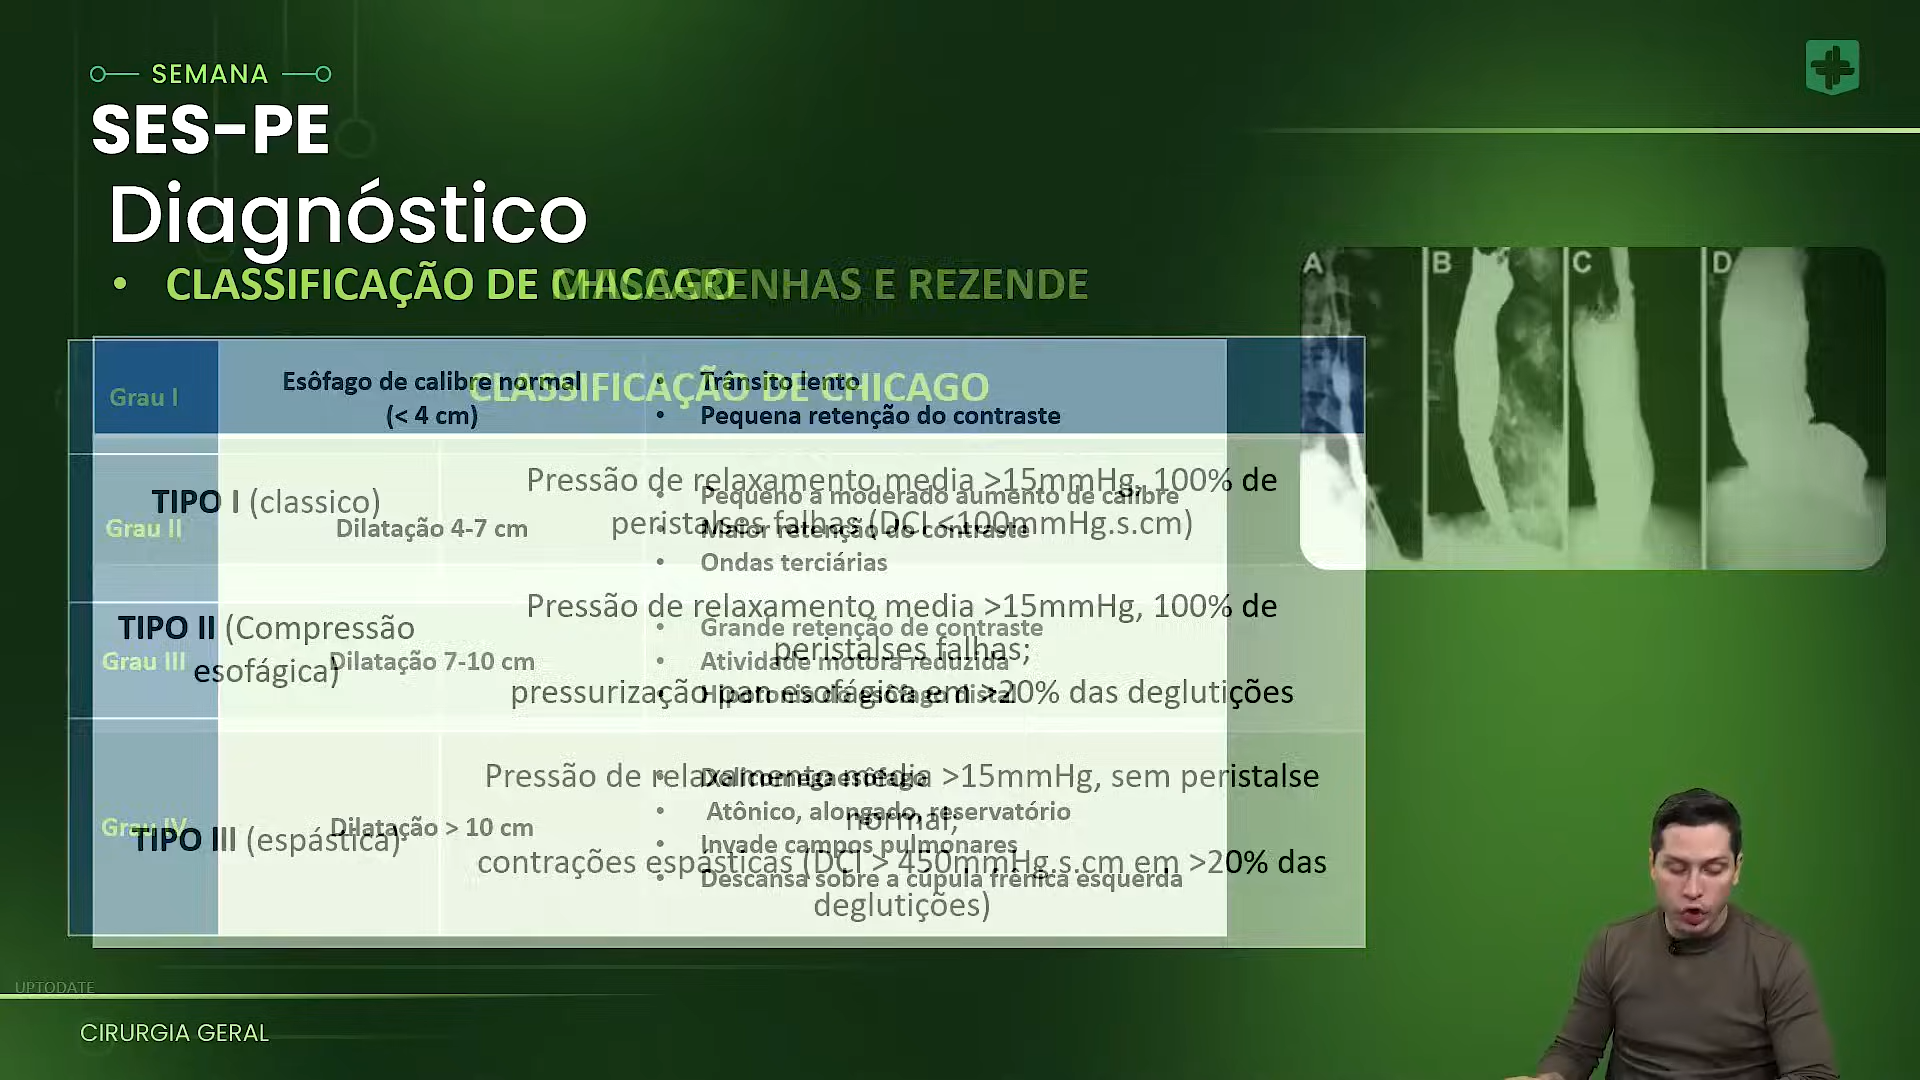 SEMANA
SES-PE
Diagnóstico
• CLASSIFICAÇÃO DE CHICAGO
MASCARENHAS E REZENDE
A B C D
CLASSIFICAÇÃO DE CHICAGO
Grau I
Esôfago de calibre normal
(< 4 cm)
• Trânsito lento
• Pequena retenção do contraste
TIPO I (classico)
Pressão de relaxamento media >15mmHg, 100% de
peristalses falhas (DCI <100mmHg.s.cm)
Grau II
Dilatação 4-7 cm
• Pequeno a moderado aumento de calibre
• Maior retenção do contraste
• Ondas terciárias
TIPO II (Compressão
esofágica)
Pressão de relaxamento media >15mmHg, 100% de
peristalses falhas;
pressurização pan esofágica em >20% das deglutições
Grau III
Dilatação 7-10 cm
• Grande retenção de contraste
• Atividade motora reduzida
• Hipotonia do esôfago distal
TIPO III (espástica)
Pressão de relaxamento média >15mmHg, sem peristalse
normal;
contrações espásticas (DCI > 450mmHg.s.cm em >20% das
deglutições)
Grau IV
Dilatação > 10 cm
• Dolicomegaesôfago
• Atônico, alongado, reservatório
• Invade campos pulmonares
• Descansa sobre a cúpula frênica esquerda
UPTODATE
CIRURGIA GERAL